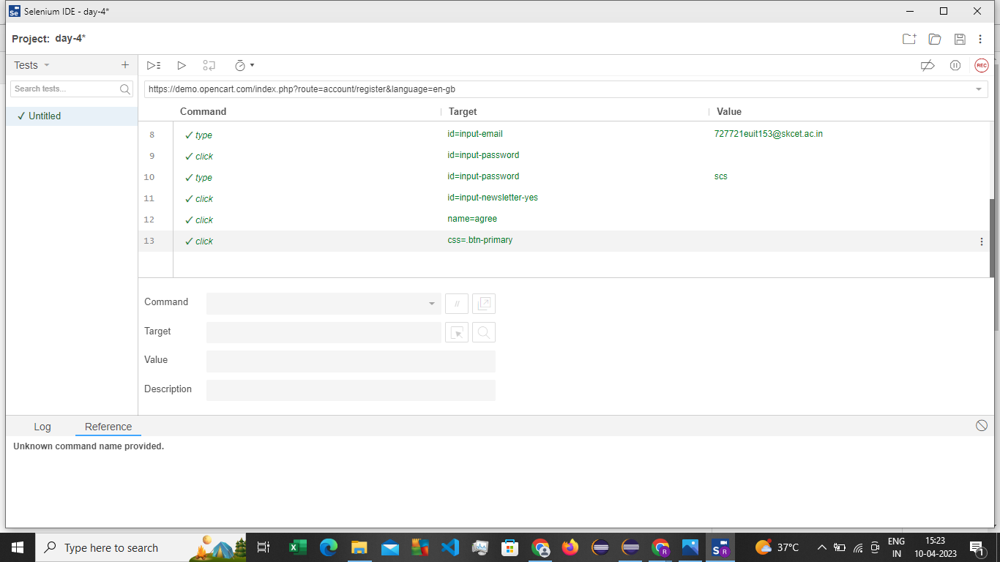 Selenium IDE - day-4*
Project: day-4*
Tests
Search tests...
✓ Untitled
REC
https://demo.opencart.com/index.php?route=account/register&language=en-gb
Command Target Value
8 ✓ type id=input-email 727721euit153@skcet.ac.in
9 ✓ click id=input-password
10 ✓ type id=input-password scs
11 ✓ click id=input-newsletter-yes
12 ✓ click name=agree
13 ✓ click css=.btn-primary
Command //
Target
Value
Description
Log Reference
Unknown command name provided.
Type here to search
37°C
ENG
IN
15:23
10-04-2023
1